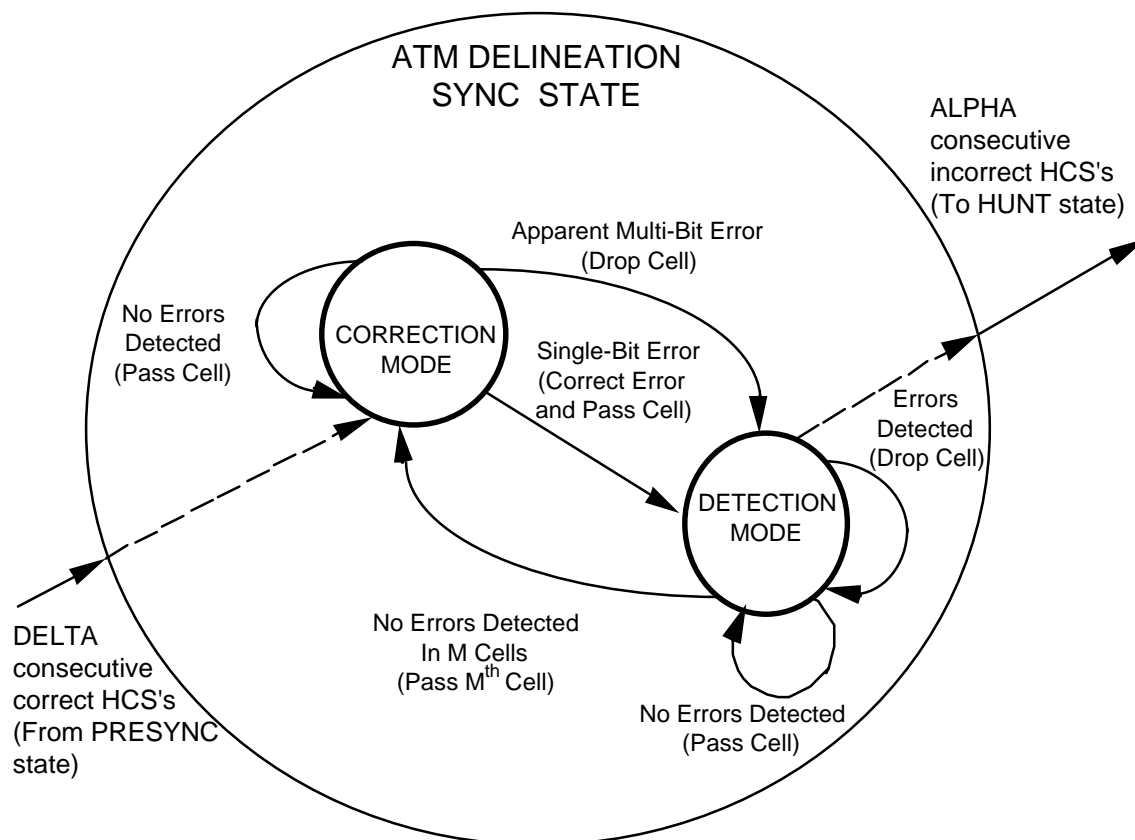 ATM DELINEATION
SYNC STATE
ALPHA
consecutive
incorrect HCS's
(To HUNT state)
Apparent Multi-Bit Error
(Drop Cell)
No Errors
Detected
(Pass Cell)
CORRECTION
MODE
Single-Bit Error
(Correct Error
and Pass Cell)
Errors
Detected
(Drop Cell)
DETECTION
MODE
No Errors Detected
In M Cells
(Pass Mth Cell)
DELTA
consecutive
correct HCS's
(From PRESYNC
state)
No Errors Detected
(Pass Cell)